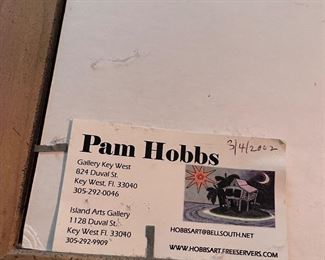 Pam Hobbs
3/4/2002
Gallery Key West
824 Duval St.
Key West, Fl. 33040
305-292-0046
Island Arts Gallery
1128 Duval St.
Key West Fl. 33040
305-292-9909
HOBBSART@BELLSOUTH.NET
WWW.HOBBSART.FREESERVERS.COM